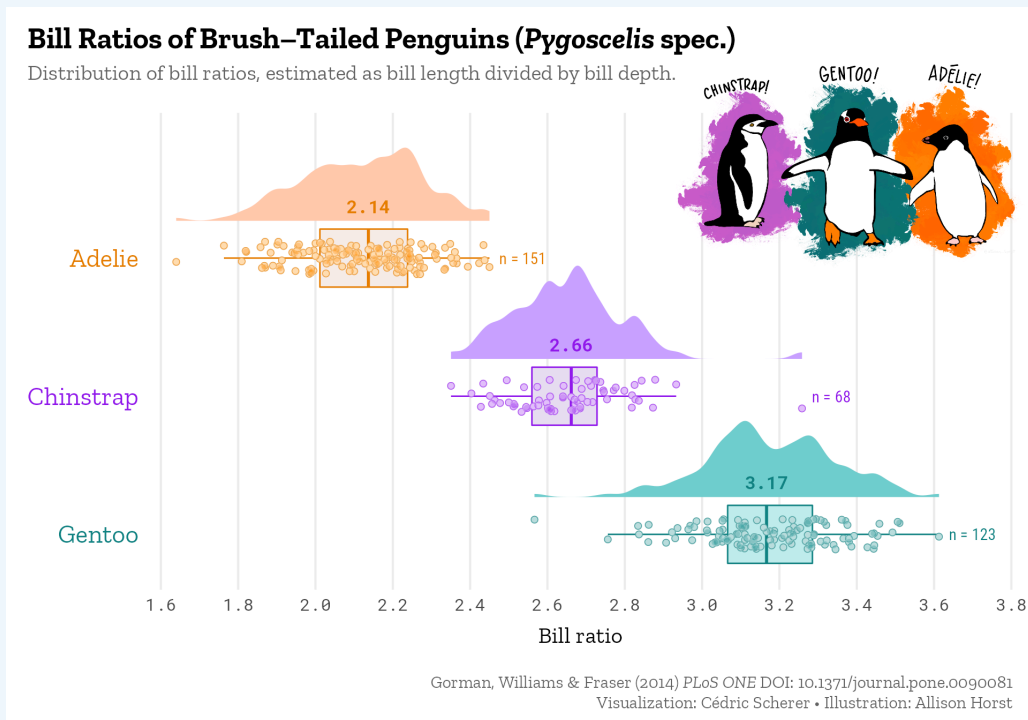 Bill Ratios of Brush–Tailed Penguins (Pygoscelis spec.)
Distribution of bill ratios, estimated as bill length divided by bill depth.
CHINSTRAP!
GENTOO!
ADÉLIE!
2.14
Adelie
n = 151
2.66
Chinstrap
n = 68
3.17
Gentoo
n = 123
1.6 1.8 2.0 2.2 2.4 2.6 2.8 3.0 3.2 3.4 3.6 3.8
Bill ratio
Gorman, Williams & Fraser (2014) PLoS ONE DOI: 10.1371/journal.pone.0090081
Visualization: Cédric Scherer • Illustration: Allison Horst